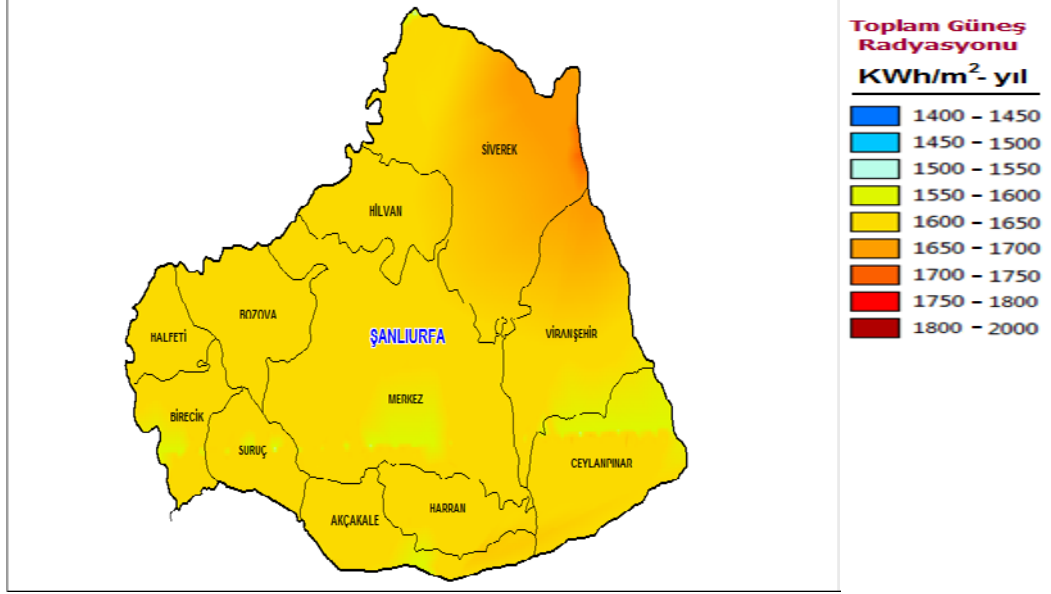 Toplam Güneş
Radyasyonu
KWh/m²- yıl
1400 - 1450
1450 - 1500
1500 - 1550
1550 - 1600
1600 - 1650
1650 - 1700
1700 - 1750
1750 - 1800
1800 - 2000
SİVEREK
HİLVAN
BOZOVA
ŞANLIURFA
VİRANŞEHİR
HALFETİ
MERKEZ
BİRECİK
SURUÇ
CEYLANPINAR
HARRAN
AKÇAKALE